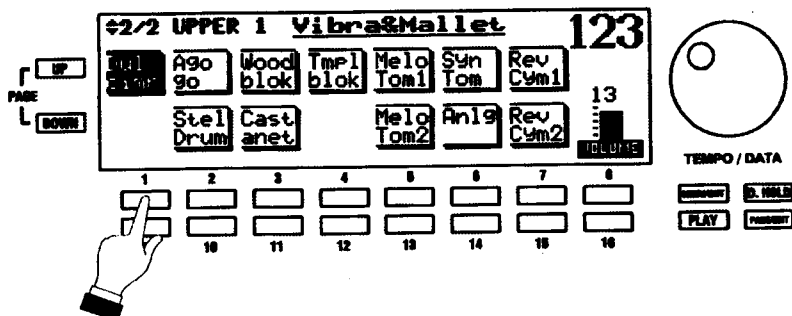 ÷2/2 UPPER 1 Vibra&Mallet 123
Ago go
Wood blok
Tmpl blok
Melo Tom1
Syn Tom
Rev Cym1
13
Stel Drum
Cast anet
Melo Tom2
Anlg
Rev Cym2
VOLUME
UP
PAGE
DOWN
TEMPO / DATA
1 2 3 4 5 6 7 8
D. HOLD
PLAY
10 11 12 13 14 15 16